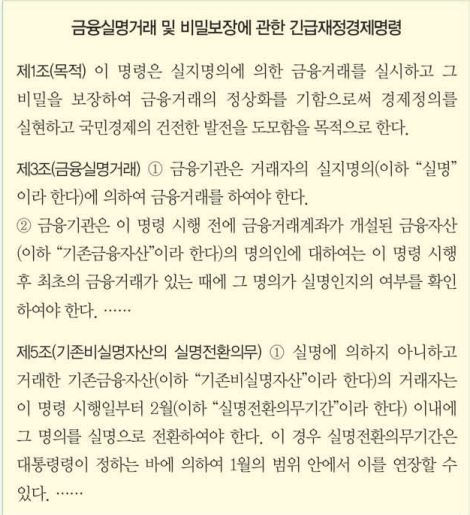 금융실명거래 및 비밀보장에 관한 긴급재정경제명령
제1조(목적) 이 명령은 실지명의에 의한 금융거래를 실시하고 그
비밀을 보장하여 금융거래의 정상화를 기함으로써 경제정의를
실현하고 국민경제의 건전한 발전을 도모함을 목적으로 한다.
제3조(금융실명거래) ① 금융기관은 거래자의 실지명의(이하 “실명”
이라 한다)에 의하여 금융거래를 하여야 한다.
② 금융기관은 이 명령 시행 전에 금융거래계좌가 개설된 금융자산
(이하 “기존금융자산”이라 한다)의 명의인에 대하여는 이 명령 시행
후 최초의 금융거래가 있는 때에 그 명의가 실명인지의 여부를 확인
하여야 한다. ……
제5조(기존비실명자산의 실명전환의무) ① 실명에 의하지 아니하고
거래한 기존금융자산(이하 “기존비실명자산”이라 한다)의 거래자는
이 명령 시행일부터 2월(이하 “실명전환의무기간”이라 한다) 이내에
그 명의를 실명으로 전환하여야 한다. 이 경우 실명전환의무기간은
대통령령이 정하는 바에 의하여 1월의 범위 안에서 이를 연장할 수
있다. ……